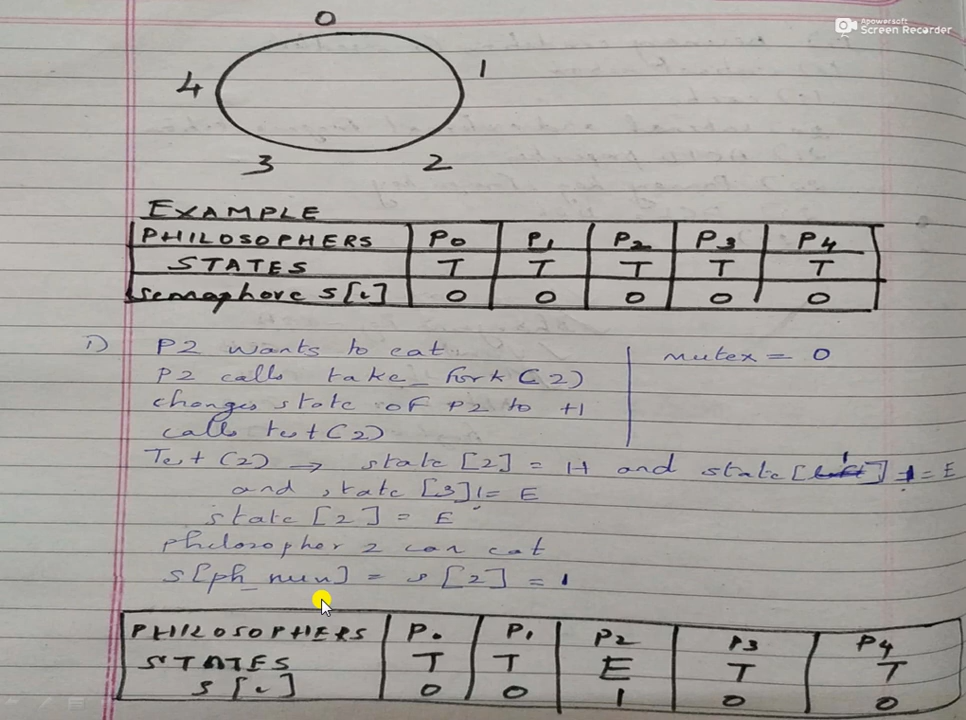 Apowersoft
Screen Recorder
0
4 1
3 2
EXAMPLE
PHILOSOPHERS P0 P1 P2 P3 P4
STATES T T T T T
Semaphore S[i] 0 0 0 0 0
i) P2 wants to eat. mutex = 0
P2 calls take_fork(2)
changes state of P2 to H
calls test(2)
Test(2) → state[2] = H and state[1] != E
and state[3] != E
state[2] = E
philosopher 2 can eat
s[ph_num] = s[2] = 1
PHILOSOPHERS P0 P1 P2 P3 P4
STATES T T E T T
S[i] 0 0 1 0 0